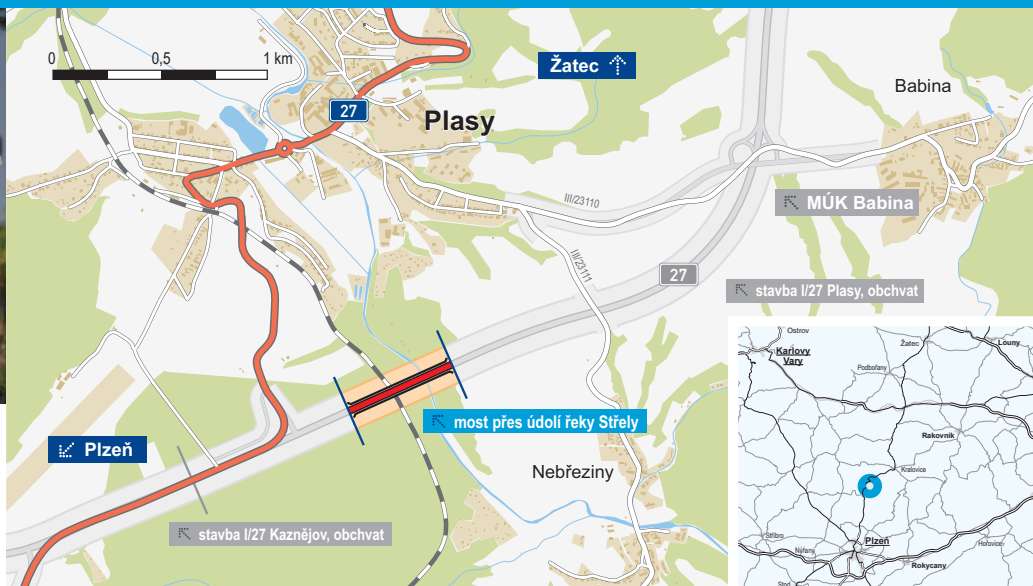 0 0,5 1 km
Žatec
Babina
27
Plasy
III/23110
MÚK Babina
III/23111
27
stavba I/27 Plasy, obchvat
most přes údolí řeky Střely
Plzeň
Nebřeziny
stavba I/27 Kaznějov, obchvat
Ostrov
Karlovy
Vary
Žatec
Louny
Podbořany
Rakovník
Kralovice
Stříbro
Plzeň
Nýřany
Hořovice
Rokycany
Stod